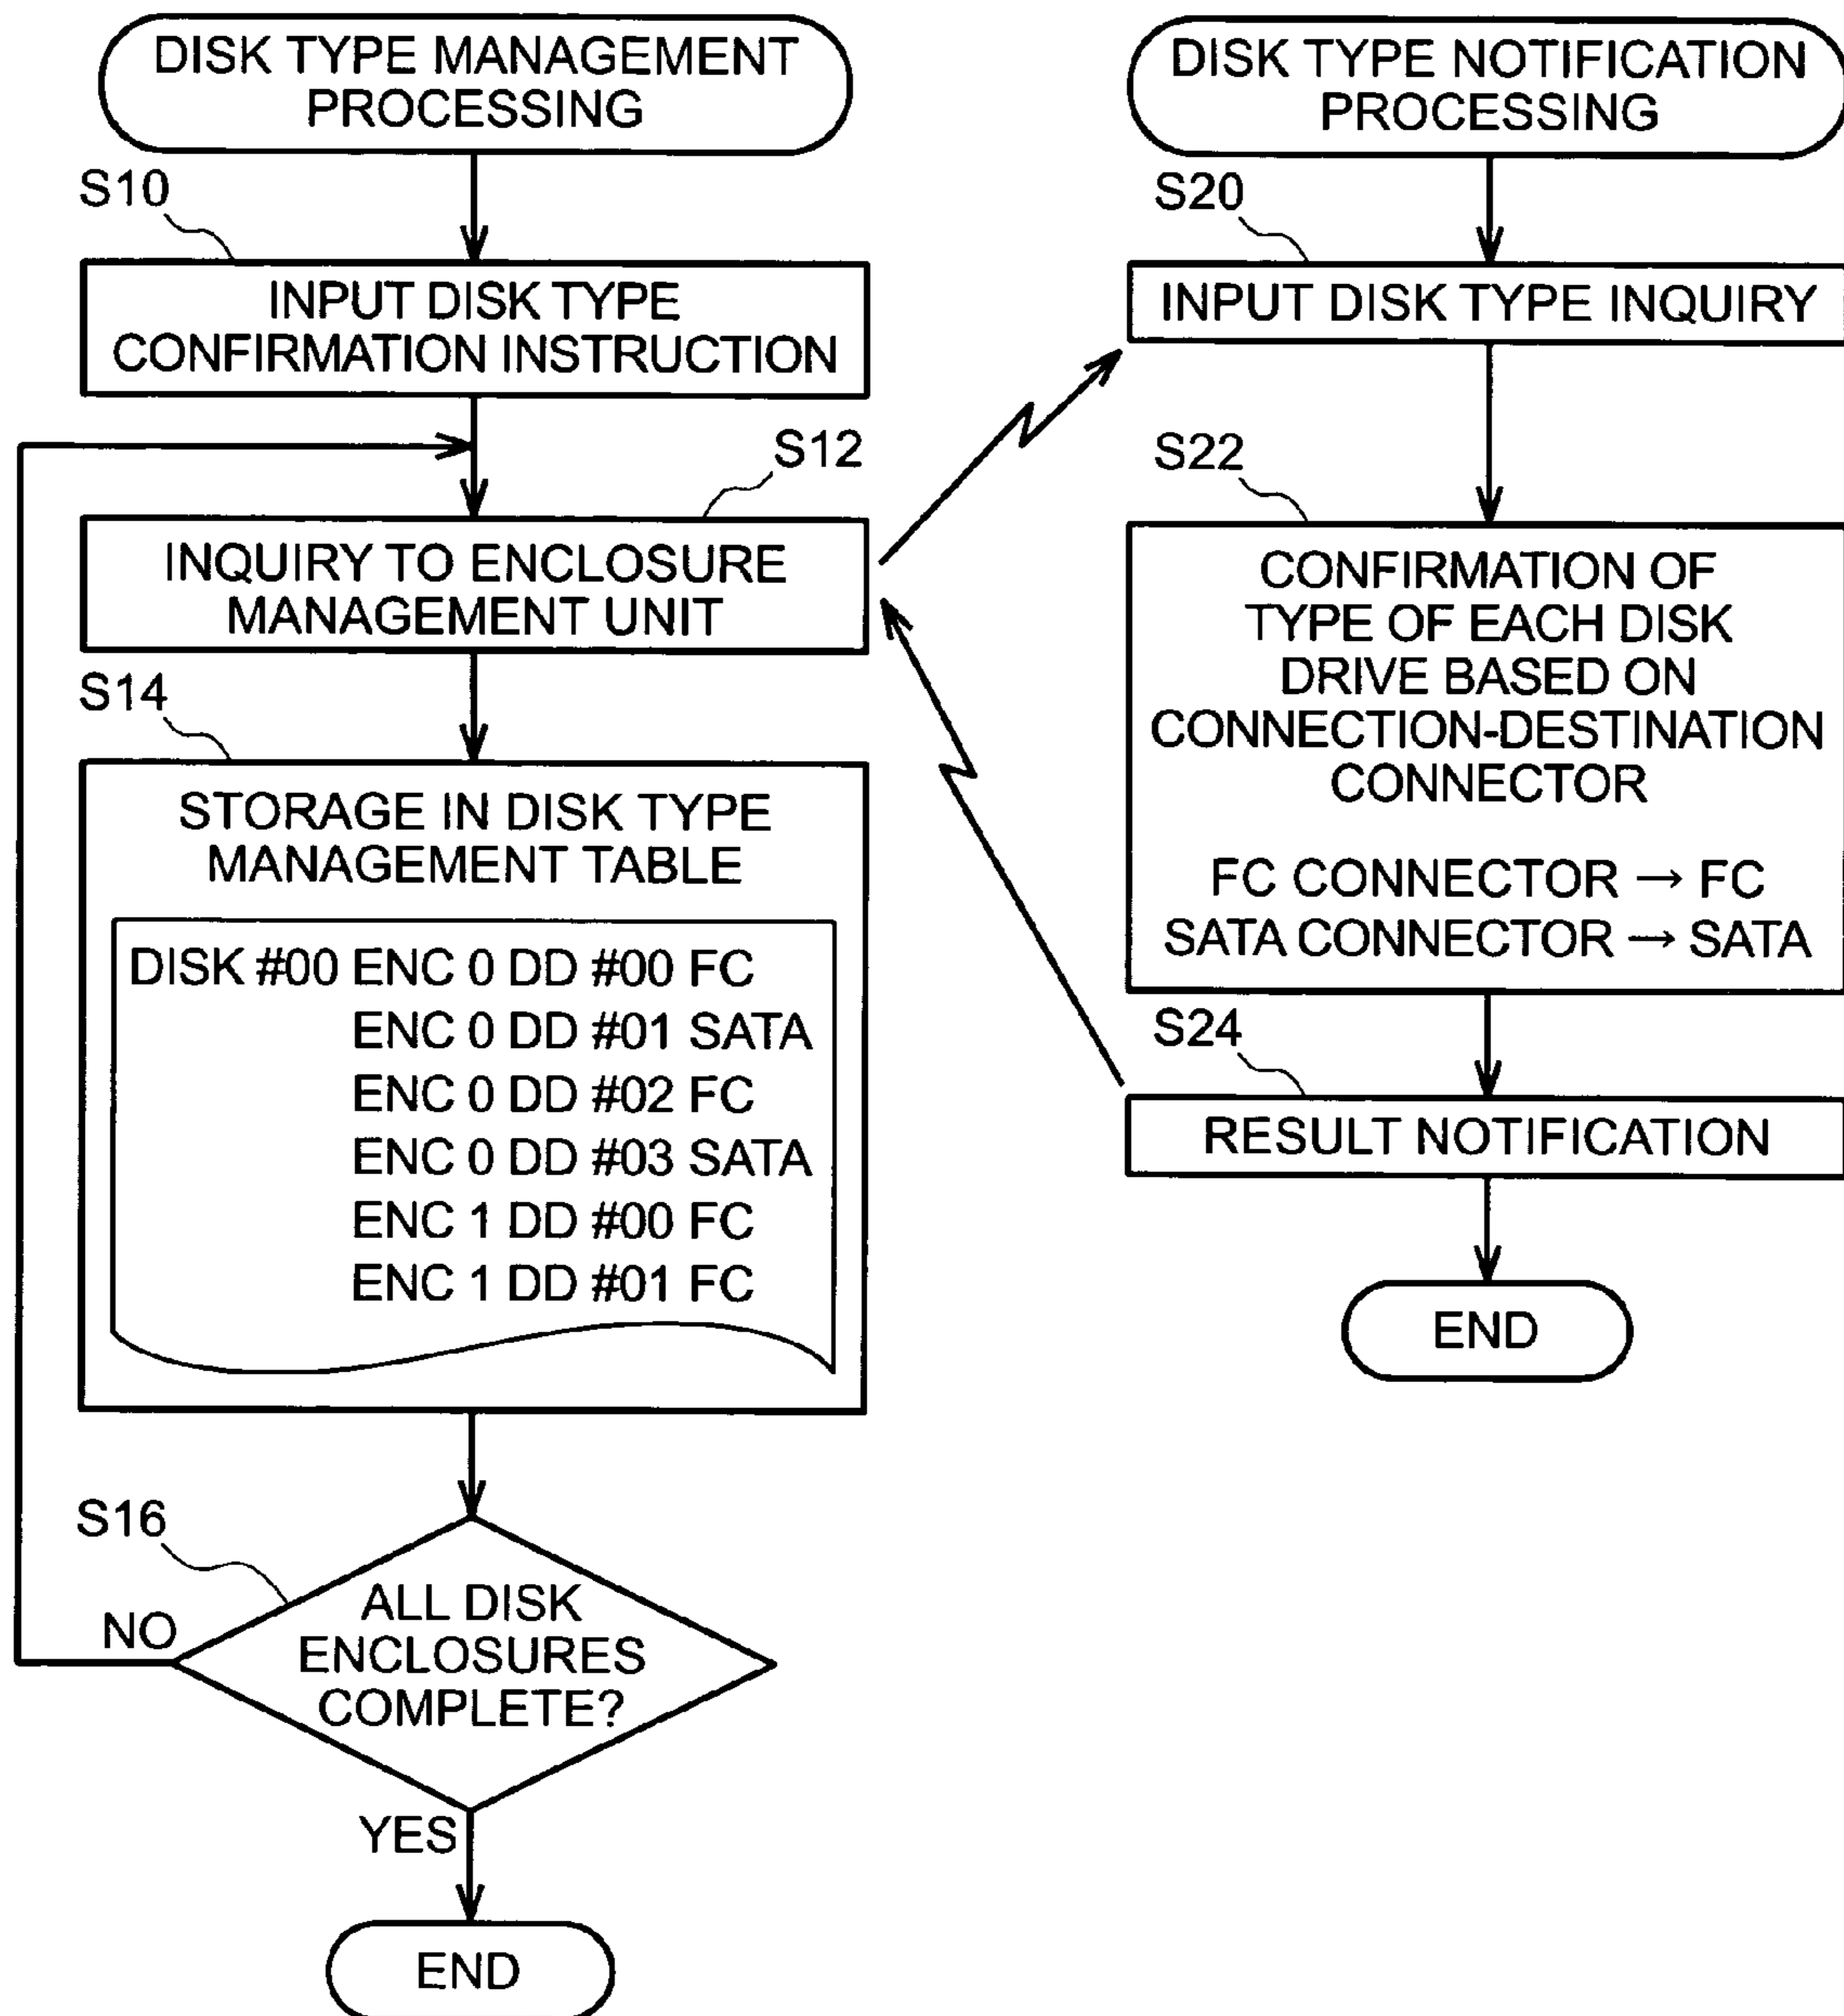 DISK TYPE MANAGEMENT
PROCESSING
S10
INPUT DISK TYPE
CONFIRMATION INSTRUCTION
S12
INQUIRY TO ENCLOSURE
MANAGEMENT UNIT
S14
STORAGE IN DISK TYPE
MANAGEMENT TABLE
DISK #00 ENC 0 DD #00 FC
ENC 0 DD #01 SATA
ENC 0 DD #02 FC
ENC 0 DD #03 SATA
ENC 1 DD #00 FC
ENC 1 DD #01 FC
S16
ALL DISK
ENCLOSURES
COMPLETE?
NO
YES
END
DISK TYPE NOTIFICATION
PROCESSING
S20
INPUT DISK TYPE INQUIRY
S22
CONFIRMATION OF
TYPE OF EACH DISK
DRIVE BASED ON
CONNECTION-DESTINATION
CONNECTOR
FC CONNECTOR → FC
SATA CONNECTOR → SATA
S24
RESULT NOTIFICATION
END